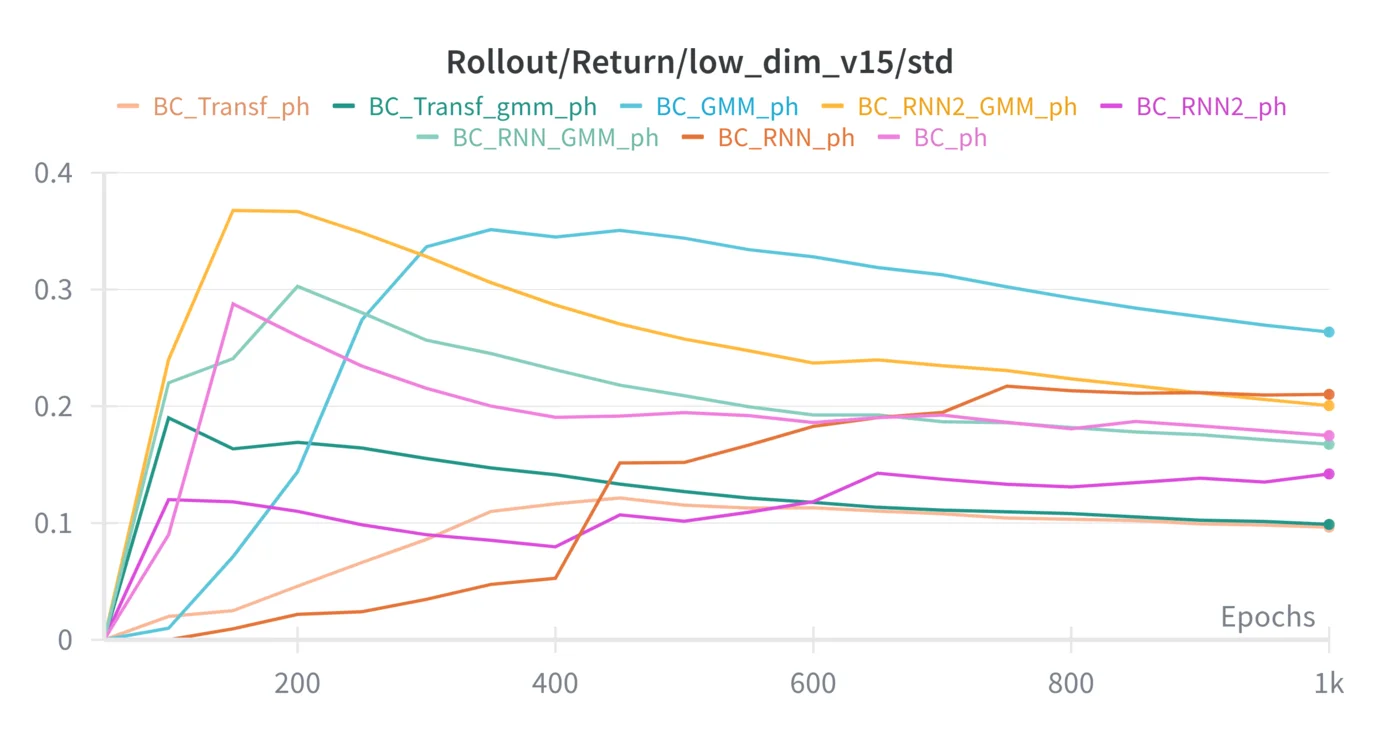 Rollout/Return/low_dim_v15/std
BC_Transf_ph BC_Transf_gmm_ph BC_GMM_ph BC_RNN2_GMM_ph BC_RNN2_ph
BC_RNN_GMM_ph BC_RNN_ph BC_ph
0.4
0.3
0.2
0.1
0
Epochs
200 400 600 800 1k